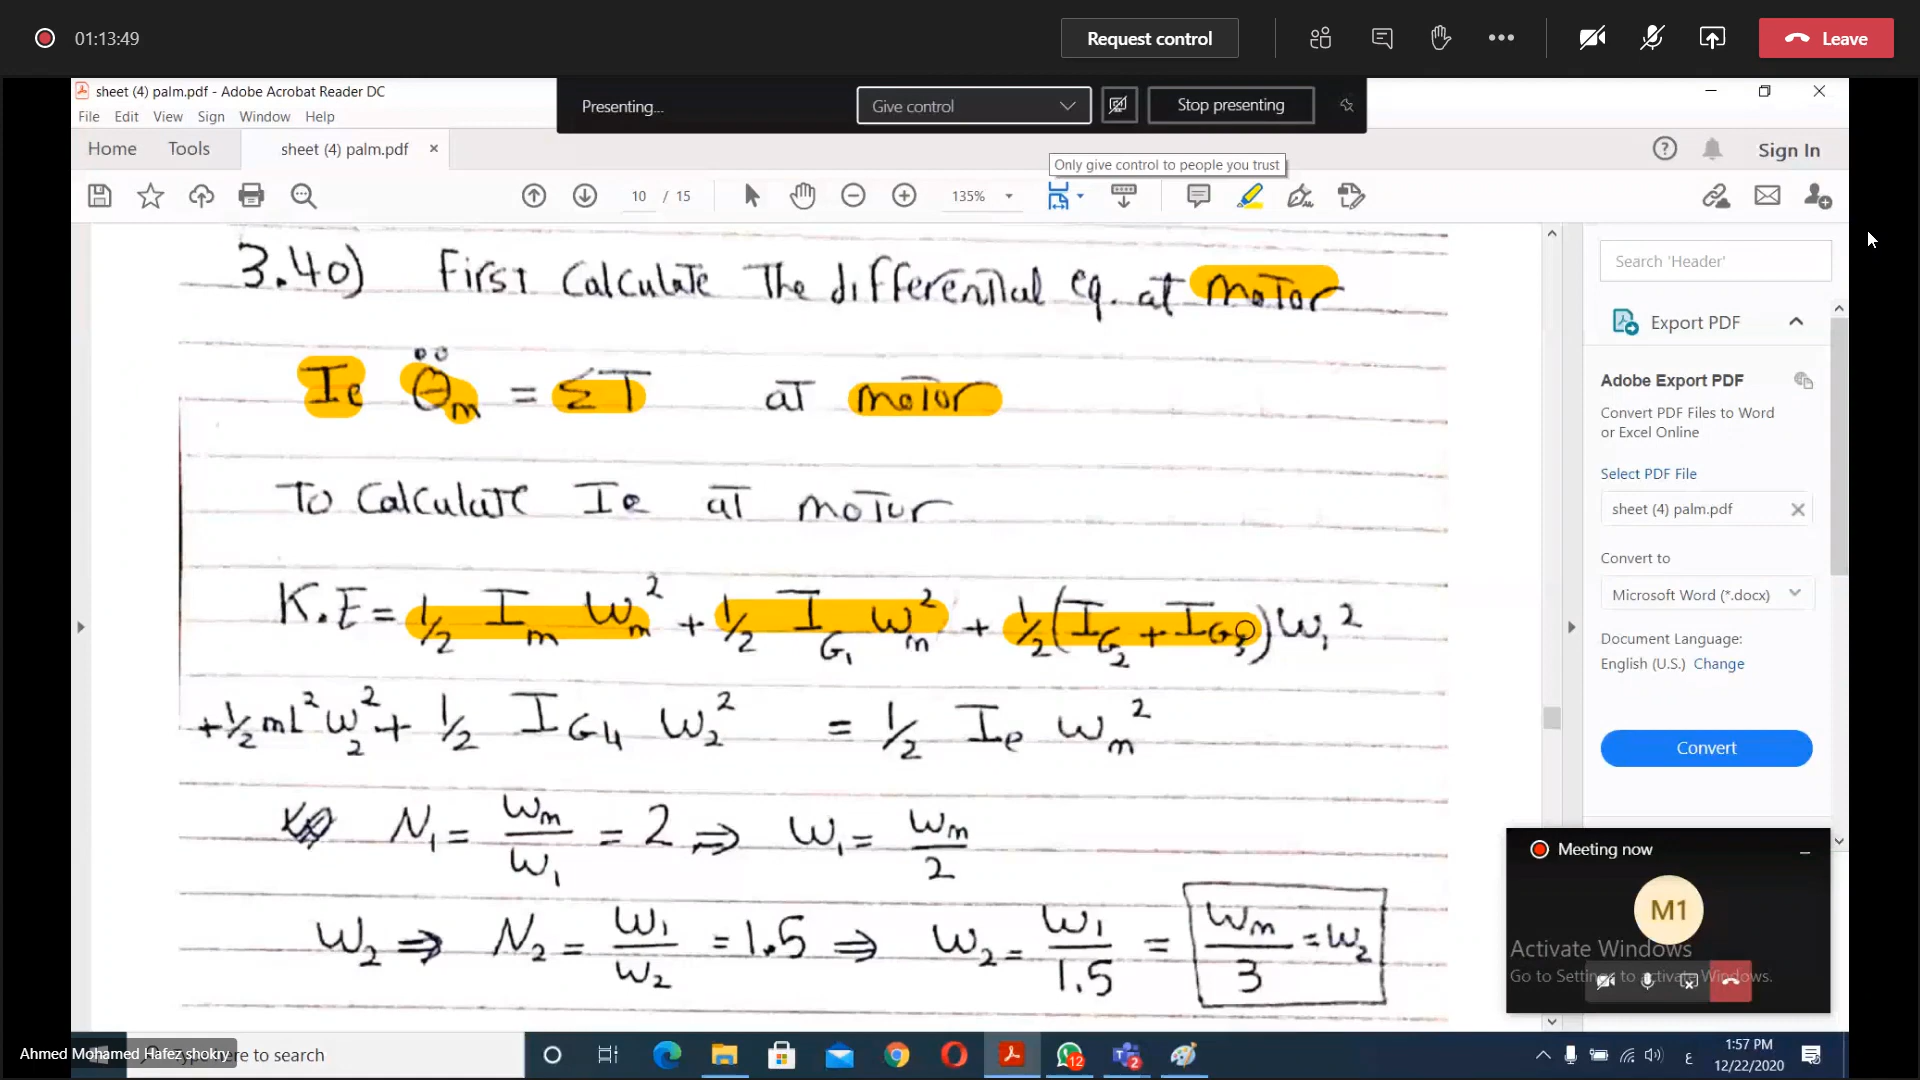 01:13:49
Request control
Leave
sheet (4) palm.pdf - Adobe Acrobat Reader DC
Presenting...
Give control
Stop presenting
File Edit View Sign Window Help
Home Tools sheet (4) palm.pdf × Sign In
Only give control to people you trust
10 / 15 135%
3.40) First Calculate The differential eq. at motor
Ie θ̈m = ΣT at motor
To Calculate Ie at motor
K.E = 1/2 Im ωm² + 1/2 IG1 ωm² + 1/2 (IG2 + IG3) ω1²
+ 1/2 mL² ω2² + 1/2 IG4 ω2² = 1/2 Ie ωm²
N1 = ωm/ω1 = 2 ⇒ ω1 = ωm/2
ω2 ⇒ N2 = ω1/ω2 = 1.5 ⇒ ω2 = ω1/1.5 = ωm/3 = ω2
Search 'Header'
Export PDF
Adobe Export PDF
Convert PDF Files to Word
or Excel Online
Select PDF File
sheet (4) palm.pdf
Convert to
Microsoft Word (*.docx)
Document Language:
English (U.S.) Change
Convert
Meeting now
M1
Activate Windows
Go to Settings to activate Windows.
Ahmed Mohamed Hafez shokry
here to search
12
2
ع
1:57 PM
12/22/2020